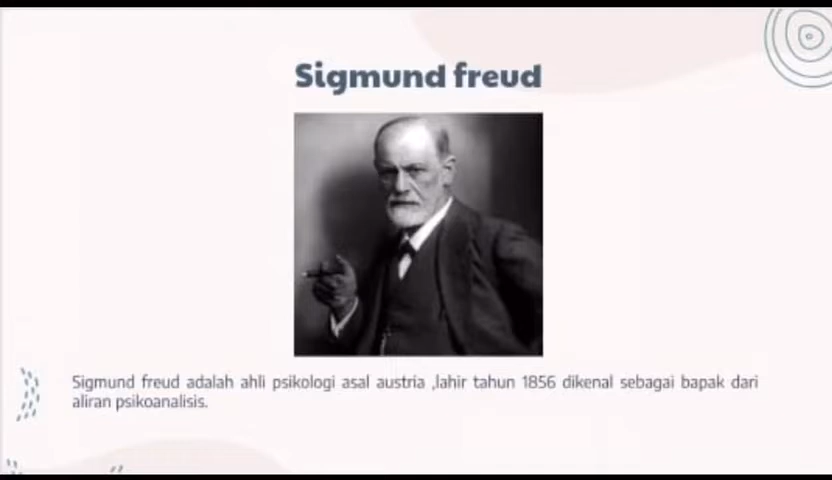 Sigmund freud
Sigmund freud adalah ahli psikologi asal austria ,lahir tahun 1856 dikenal sebagai bapak dari
aliran psikoanalisis.